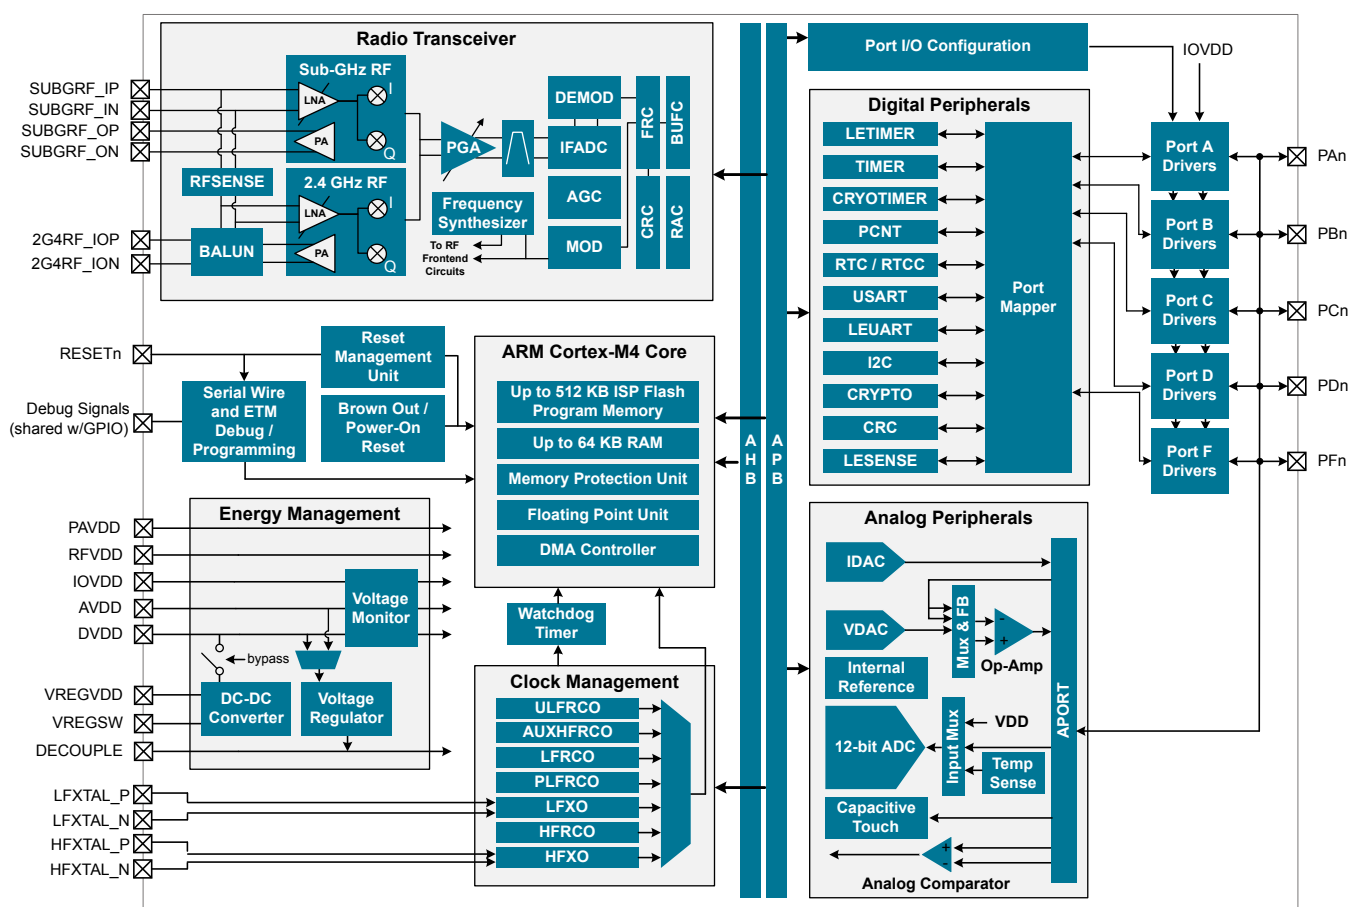 Radio Transceiver
Sub-GHz RF
LNA
I
PA
Q
RFSENSE
2.4 GHz RF
LNA
I
PA
Q
BALUN
PGA
Frequency
Synthesizer
To RF
Frontend
Circuits
DEMOD
IFADC
AGC
MOD
FRC
BUFC
CRC
RAC
SUBGRF_IP
SUBGRF_IN
SUBGRF_OP
SUBGRF_ON
2G4RF_IOP
2G4RF_ION
RESETn
Debug Signals
(shared w/GPIO)
Reset
Management
Unit
Serial Wire
and ETM
Debug /
Programming
Brown Out /
Power-On
Reset
ARM Cortex-M4 Core
Up to 512 KB ISP Flash
Program Memory
Up to 64 KB RAM
Memory Protection Unit
Floating Point Unit
DMA Controller
Watchdog
Timer
Energy Management
PAVDD
RFVDD
IOVDD
AVDD
DVDD
VREGVDD
VREGSW
DECOUPLE
Voltage
Monitor
bypass
DC-DC
Converter
Voltage
Regulator
Clock Management
ULFRCO
AUXHFRCO
LFRCO
PLFRCO
LFXO
HFRCO
HFXO
LFXTAL_P
LFXTAL_N
HFXTAL_P
HFXTAL_N
AHB
APB
Port I/O Configuration
IOVDD
Digital Peripherals
LETIMER
TIMER
CRYOTIMER
PCNT
RTC / RTCC
USART
LEUART
I2C
CRYPTO
CRC
LESENSE
Port
Mapper
Port A
Drivers
Port B
Drivers
Port C
Drivers
Port D
Drivers
Port F
Drivers
PAn
PBn
PCn
PDn
PFn
Analog Peripherals
IDAC
VDAC
Mux & FB
-
+
Op-Amp
Internal
Reference
12-bit ADC
Input Mux
VDD
Temp
Sense
Capacitive
Touch
+
-
Analog Comparator
APORT